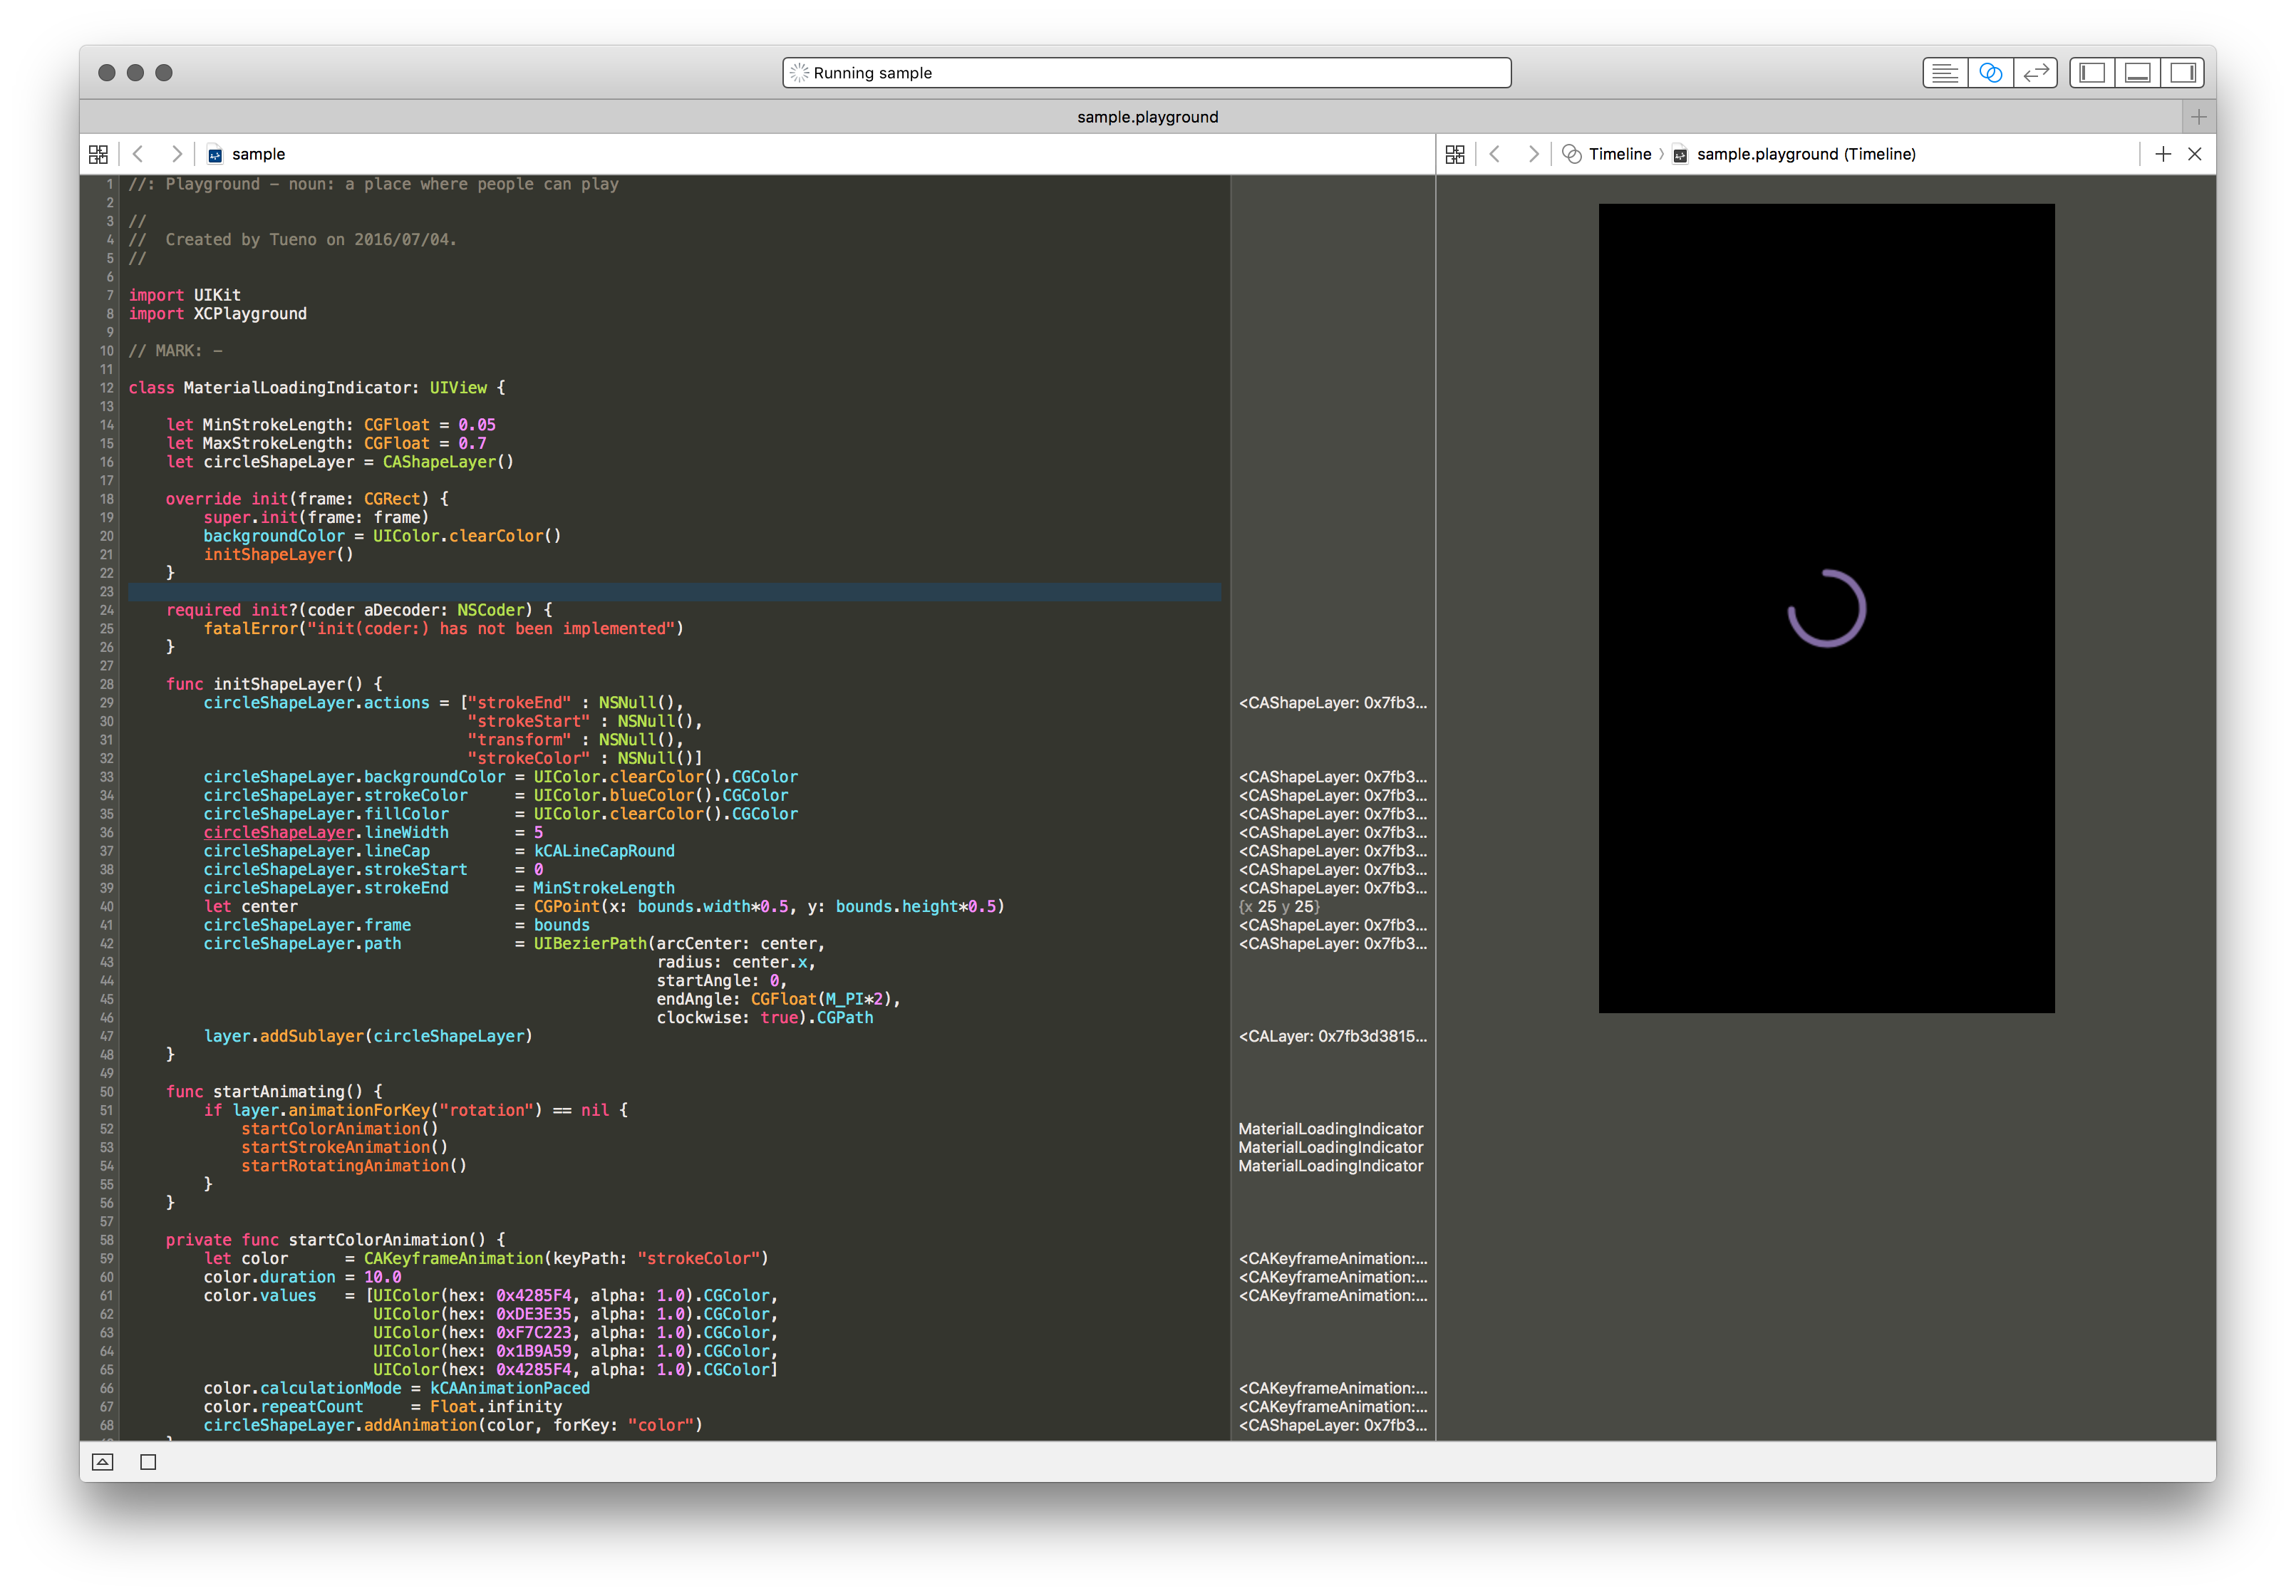 Running sample
sample.playground
sample
Timeline 〉 sample.playground (Timeline)
1 //: Playground - noun: a place where people can play
2
3 //
4 //  Created by Tueno on 2016/07/04.
5 //
6
7 import UIKit
8 import XCPlayground
9
10 // MARK: -
11
12 class MaterialLoadingIndicator: UIView {
13
14     let MinStrokeLength: CGFloat = 0.05
15     let MaxStrokeLength: CGFloat = 0.7
16     let circleShapeLayer = CAShapeLayer()
17
18     override init(frame: CGRect) {
19         super.init(frame: frame)
20         backgroundColor = UIColor.clearColor()
21         initShapeLayer()
22     }
23
24     required init?(coder aDecoder: NSCoder) {
25         fatalError("init(coder:) has not been implemented")
26     }
27
28     func initShapeLayer() {
29         circleShapeLayer.actions = ["strokeEnd" : NSNull(), <CAShapeLayer: 0x7fb3...
30                                     "strokeStart" : NSNull(),
31                                     "transform" : NSNull(),
32                                     "strokeColor" : NSNull()]
33         circleShapeLayer.backgroundColor = UIColor.clearColor().CGColor <CAShapeLayer: 0x7fb3...
34         circleShapeLayer.strokeColor     = UIColor.blueColor().CGColor <CAShapeLayer: 0x7fb3...
35         circleShapeLayer.fillColor       = UIColor.clearColor().CGColor <CAShapeLayer: 0x7fb3...
36         circleShapeLayer.lineWidth       = 5 <CAShapeLayer: 0x7fb3...
37         circleShapeLayer.lineCap         = kCALineCapRound <CAShapeLayer: 0x7fb3...
38         circleShapeLayer.strokeStart     = 0 <CAShapeLayer: 0x7fb3...
39         circleShapeLayer.strokeEnd       = MinStrokeLength <CAShapeLayer: 0x7fb3...
40         let center                       = CGPoint(x: bounds.width*0.5, y: bounds.height*0.5) {x 25 y 25}
41         circleShapeLayer.frame           = bounds <CAShapeLayer: 0x7fb3...
42         circleShapeLayer.path            = UIBezierPath(arcCenter: center, <CAShapeLayer: 0x7fb3...
43                                                         radius: center.x,
44                                                         startAngle: 0,
45                                                         endAngle: CGFloat(M_PI*2),
46                                                         clockwise: true).CGPath
47         layer.addSublayer(circleShapeLayer) <CALayer: 0x7fb3d3815...
48     }
49
50     func startAnimating() {
51         if layer.animationForKey("rotation") == nil {
52             startColorAnimation() MaterialLoadingIndicator
53             startStrokeAnimation() MaterialLoadingIndicator
54             startRotatingAnimation() MaterialLoadingIndicator
55         }
56     }
57
58     private func startColorAnimation() {
59         let color      = CAKeyframeAnimation(keyPath: "strokeColor") <CAKeyframeAnimation:...
60         color.duration = 10.0 <CAKeyframeAnimation:...
61         color.values   = [UIColor(hex: 0x4285F4, alpha: 1.0).CGColor, <CAKeyframeAnimation:...
62                           UIColor(hex: 0xDE3E35, alpha: 1.0).CGColor,
63                           UIColor(hex: 0xF7C223, alpha: 1.0).CGColor,
64                           UIColor(hex: 0x1B9A59, alpha: 1.0).CGColor,
65                           UIColor(hex: 0x4285F4, alpha: 1.0).CGColor]
66         color.calculationMode = kCAAnimationPaced <CAKeyframeAnimation:...
67         color.repeatCount     = Float.infinity <CAKeyframeAnimation:...
68         circleShapeLayer.addAnimation(color, forKey: "color") <CAShapeLayer: 0x7fb3...